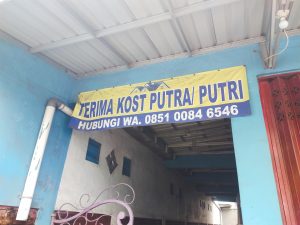 TERIMA KOST PUTRA/ PUTRI
HUBUNGI WA. 0851 0084 6546